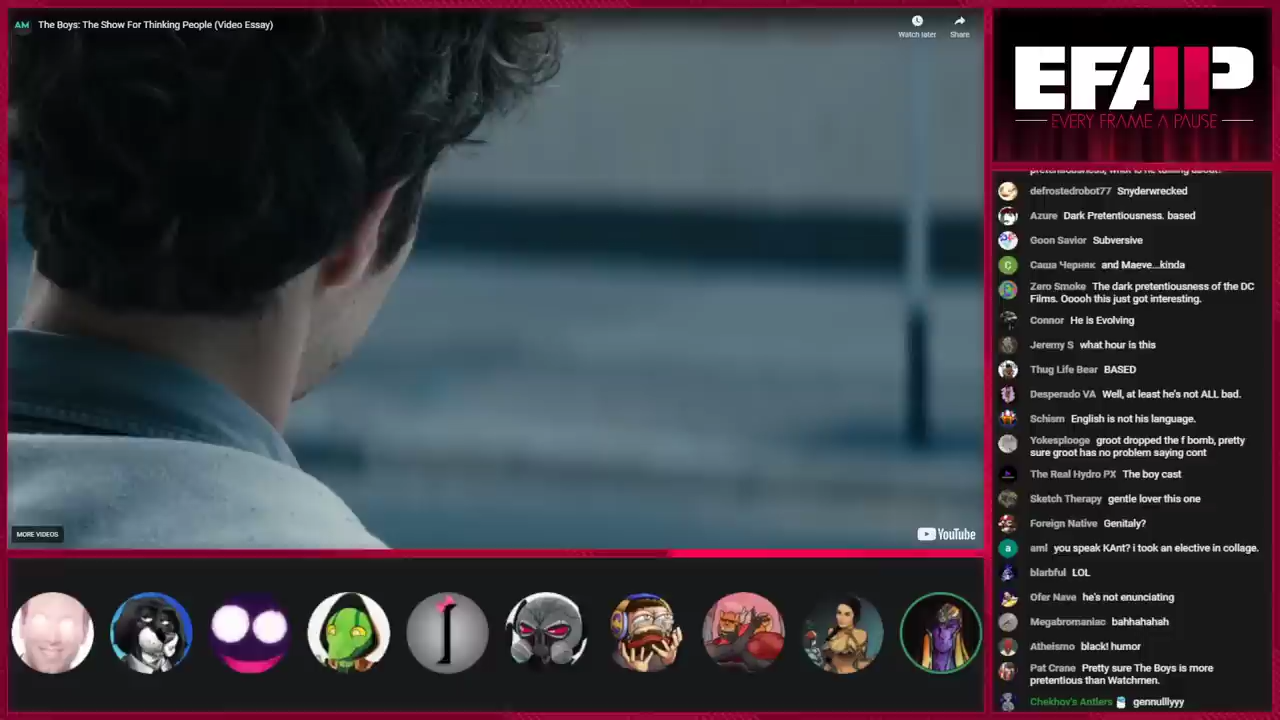 AM The Boys: The Show For Thinking People (Video Essay)
Watch later
Share
MORE VIDEOS
YouTube
EFAP
EVERY FRAME A PAUSE
pretentiousness, what is he talking about?
defrostedrobot77 Snyderwrecked
Azure Dark Pretentiousness. based
Goon Savior Subversive
C Саша Черняк and Maeve...kinda
Zero Smoke The dark pretentiousness of the DC
Films. Ooooh this just got interesting.
Connor He is Evolving
Jeremy S what hour is this
Thug Life Bear BASED
Desperado VA Well, at least he's not ALL bad.
Schism English is not his language.
Yokesplooge groot dropped the f bomb, pretty
sure groot has no problem saying cont
The Real Hydro PX The boy cast
Sketch Therapy gentle lover this one
Foreign Native Genitaly?
a aml you speak KAnt? i took an elective in collage.
blarbful LOL
Ofer Nave he's not enunciating
Megabromaniac bahhahahah
Atheismo black! humor
Pat Crane Pretty sure The Boys is more
pretentious than Watchmen.
Chekhov's Antlers gennulllyyy